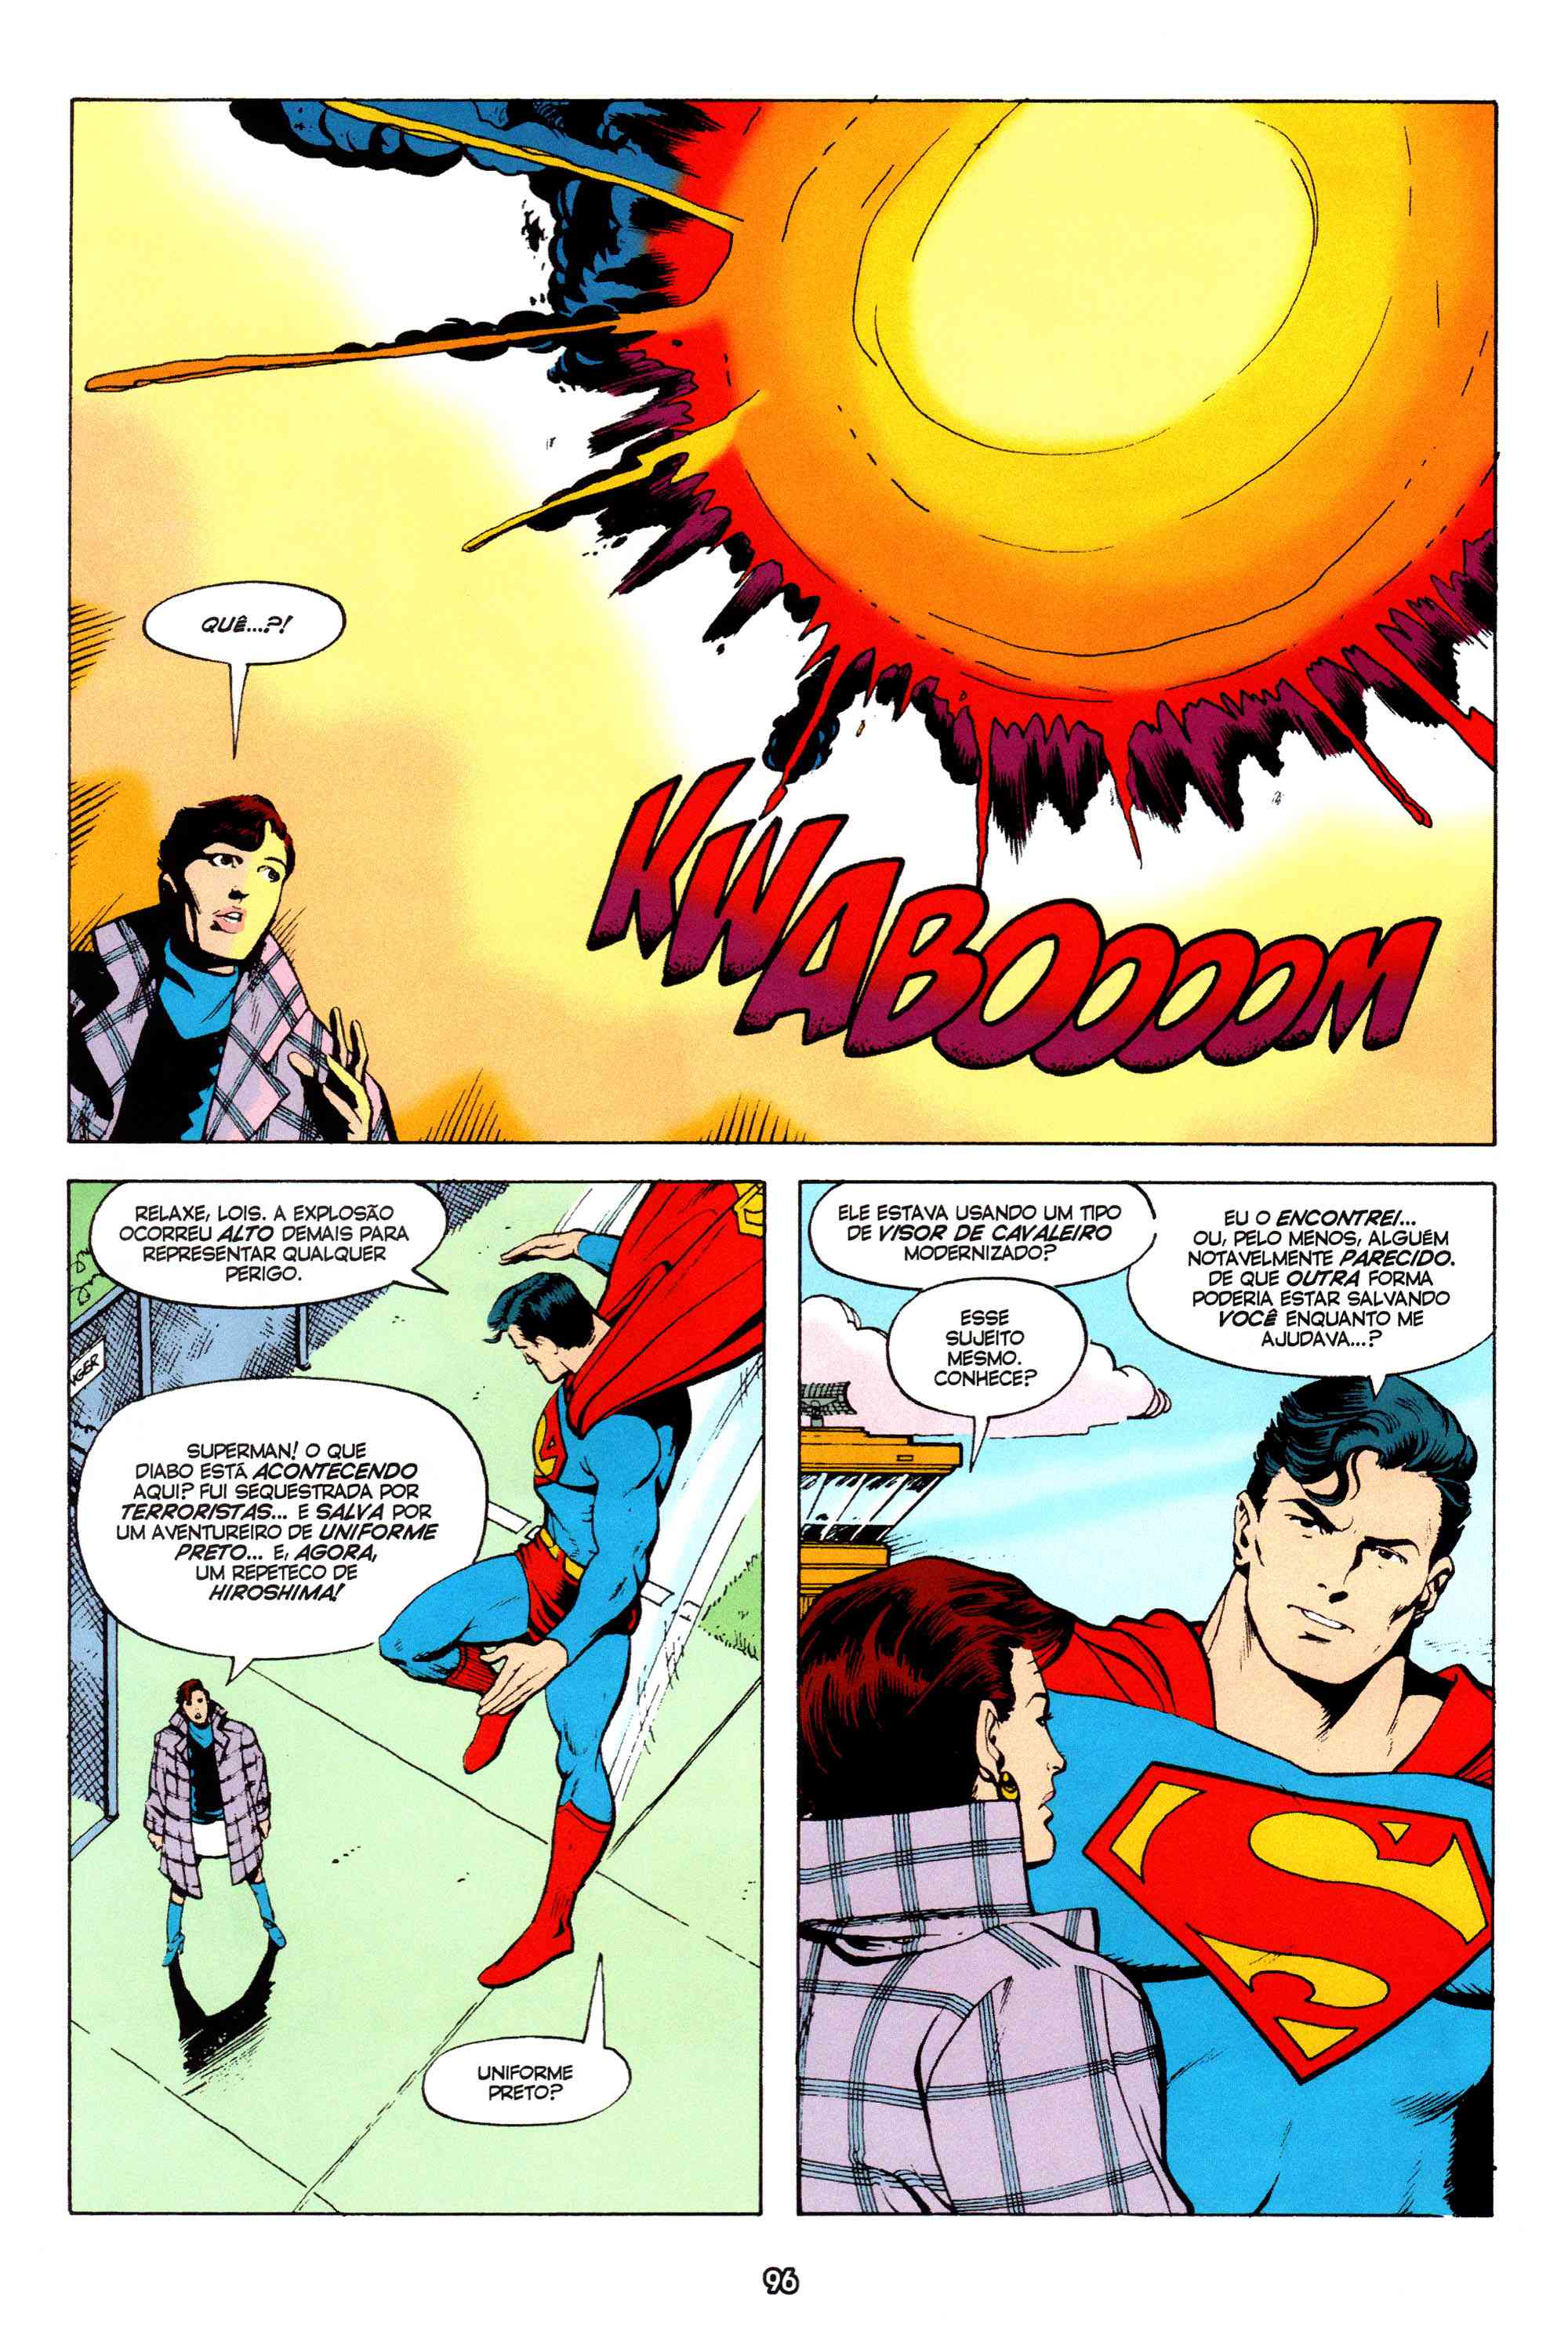 QUÊ...?!
KWABOOOOM
RELAXE, LOIS. A EXPLOSÃO
OCORREU ALTO DEMAIS PARA
REPRESENTAR QUALQUER
PERIGO.
NGER
SUPERMAN! O QUE
DIABO ESTÁ ACONTECENDO
AQUI? FUI SEQUESTRADA POR
TERRORISTAS... E SALVA POR
UM AVENTUREIRO DE UNIFORME
PRETO... E, AGORA,
UM REPETECO DE
HIROSHIMA!
UNIFORME
PRETO?
ELE ESTAVA USANDO UM TIPO
DE VISOR DE CAVALEIRO
MODERNIZADO?
ESSE
SUJEITO
MESMO.
CONHECE?
EU O ENCONTREI...
OU, PELO MENOS, ALGUÉM
NOTAVELMENTE PARECIDO.
DE QUE OUTRA FORMA
PODERIA ESTAR SALVANDO
VOCÊ ENQUANTO ME
AJUDAVA...?
S
96